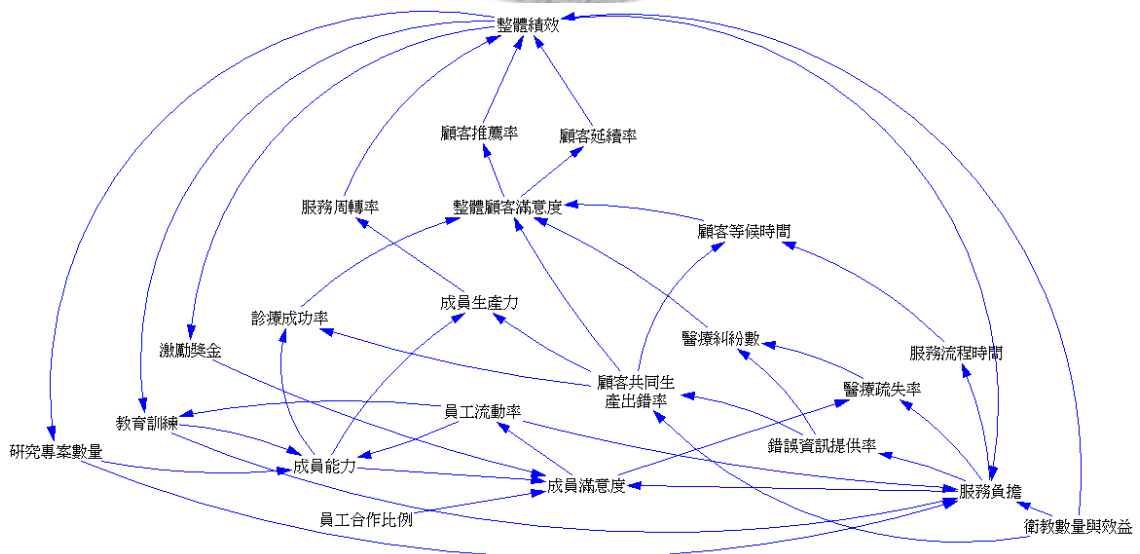 整體績效
顧客推薦率
顧客延續率
服務周轉率
整體顧客滿意度
顧客等候時間
成員生產力
診療成功率
醫療糾紛數
激勵獎金
服務流程時間
顧客共同生
產出錯率
醫療疏失率
員工流動率
教育訓練
錯誤資訊提供率
研究專案數量
成員能力
成員滿意度
服務負擔
員工合作比例
衛教數量與效益